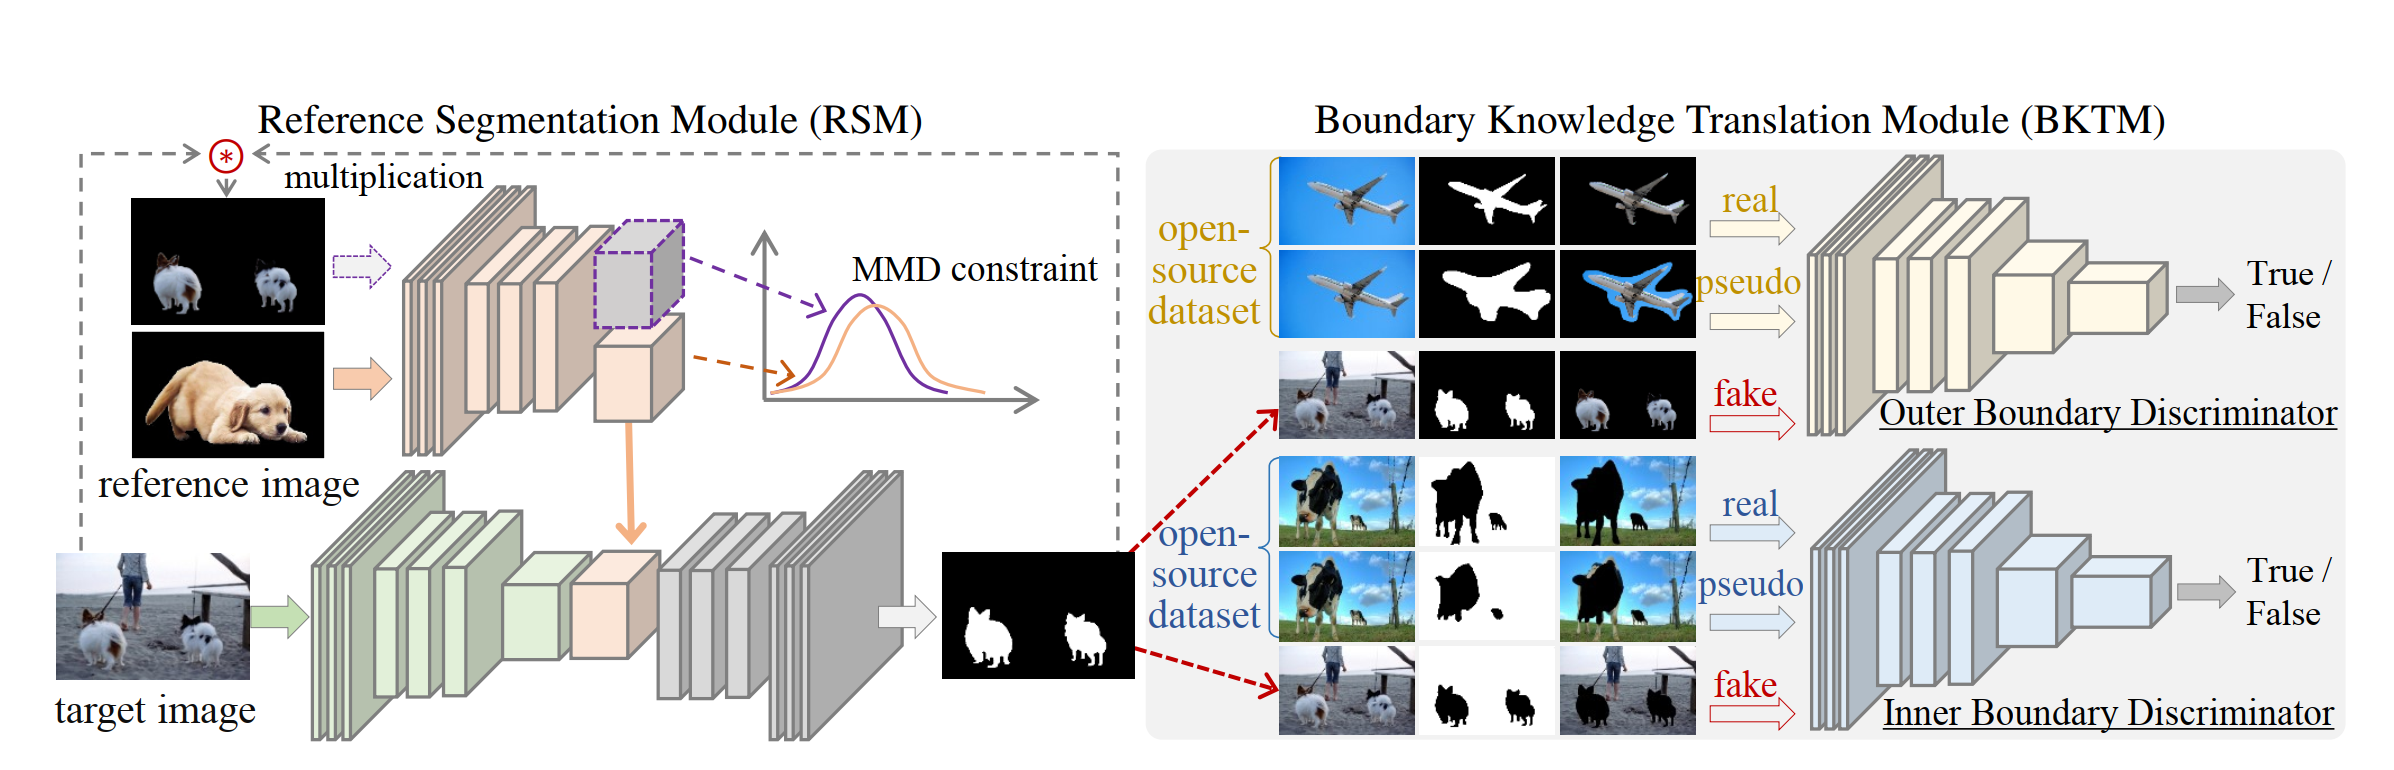 Reference Segmentation Module (RSM)
*
multiplication
MMD constraint
reference image
target image
Boundary Knowledge Translation Module (BKTM)
open-
source
dataset
real
pseudo
fake
True /
False
Outer Boundary Discriminator
open-
source
dataset
real
pseudo
fake
True /
False
Inner Boundary Discriminator